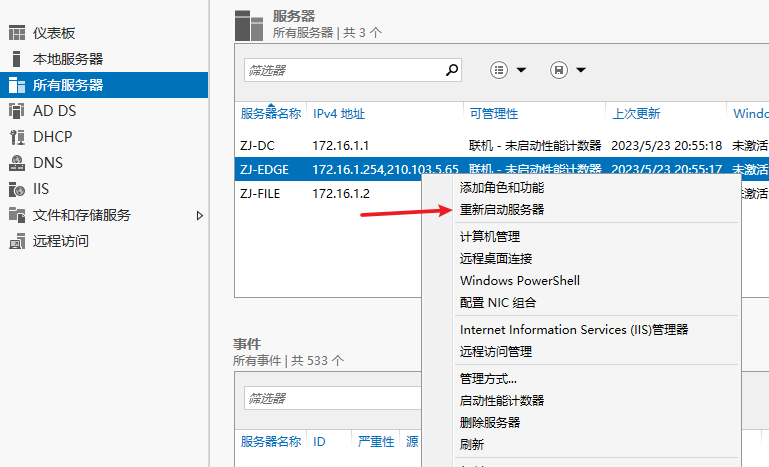 仪表板
本地服务器
所有服务器
AD DS
DHCP
DNS
IIS
文件和存储服务
远程访问
服务器
所有服务器 | 共 3 个
筛选器
服务器名称 IPv4 地址 可管理性 上次更新 Windo
ZJ-DC 172.16.1.1 联机 - 未启动性能计数器 2023/5/23 20:55:18 未激活
ZJ-EDGE 172.16.1.254,210.103.5.65 联机 - 未启动性能计数器 2023/5/23 20:55:17 未激活
ZJ-FILE 172.16.1.2 未激活
添加角色和功能
重新启动服务器
计算机管理
远程桌面连接
Windows PowerShell
配置 NIC 组合
Internet Information Services (IIS)管理器
远程访问管理
管理方式...
启动性能计数器
删除服务器
刷新
事件
所有事件 | 共 533 个
筛选器
服务器名称 ID 严重性 源